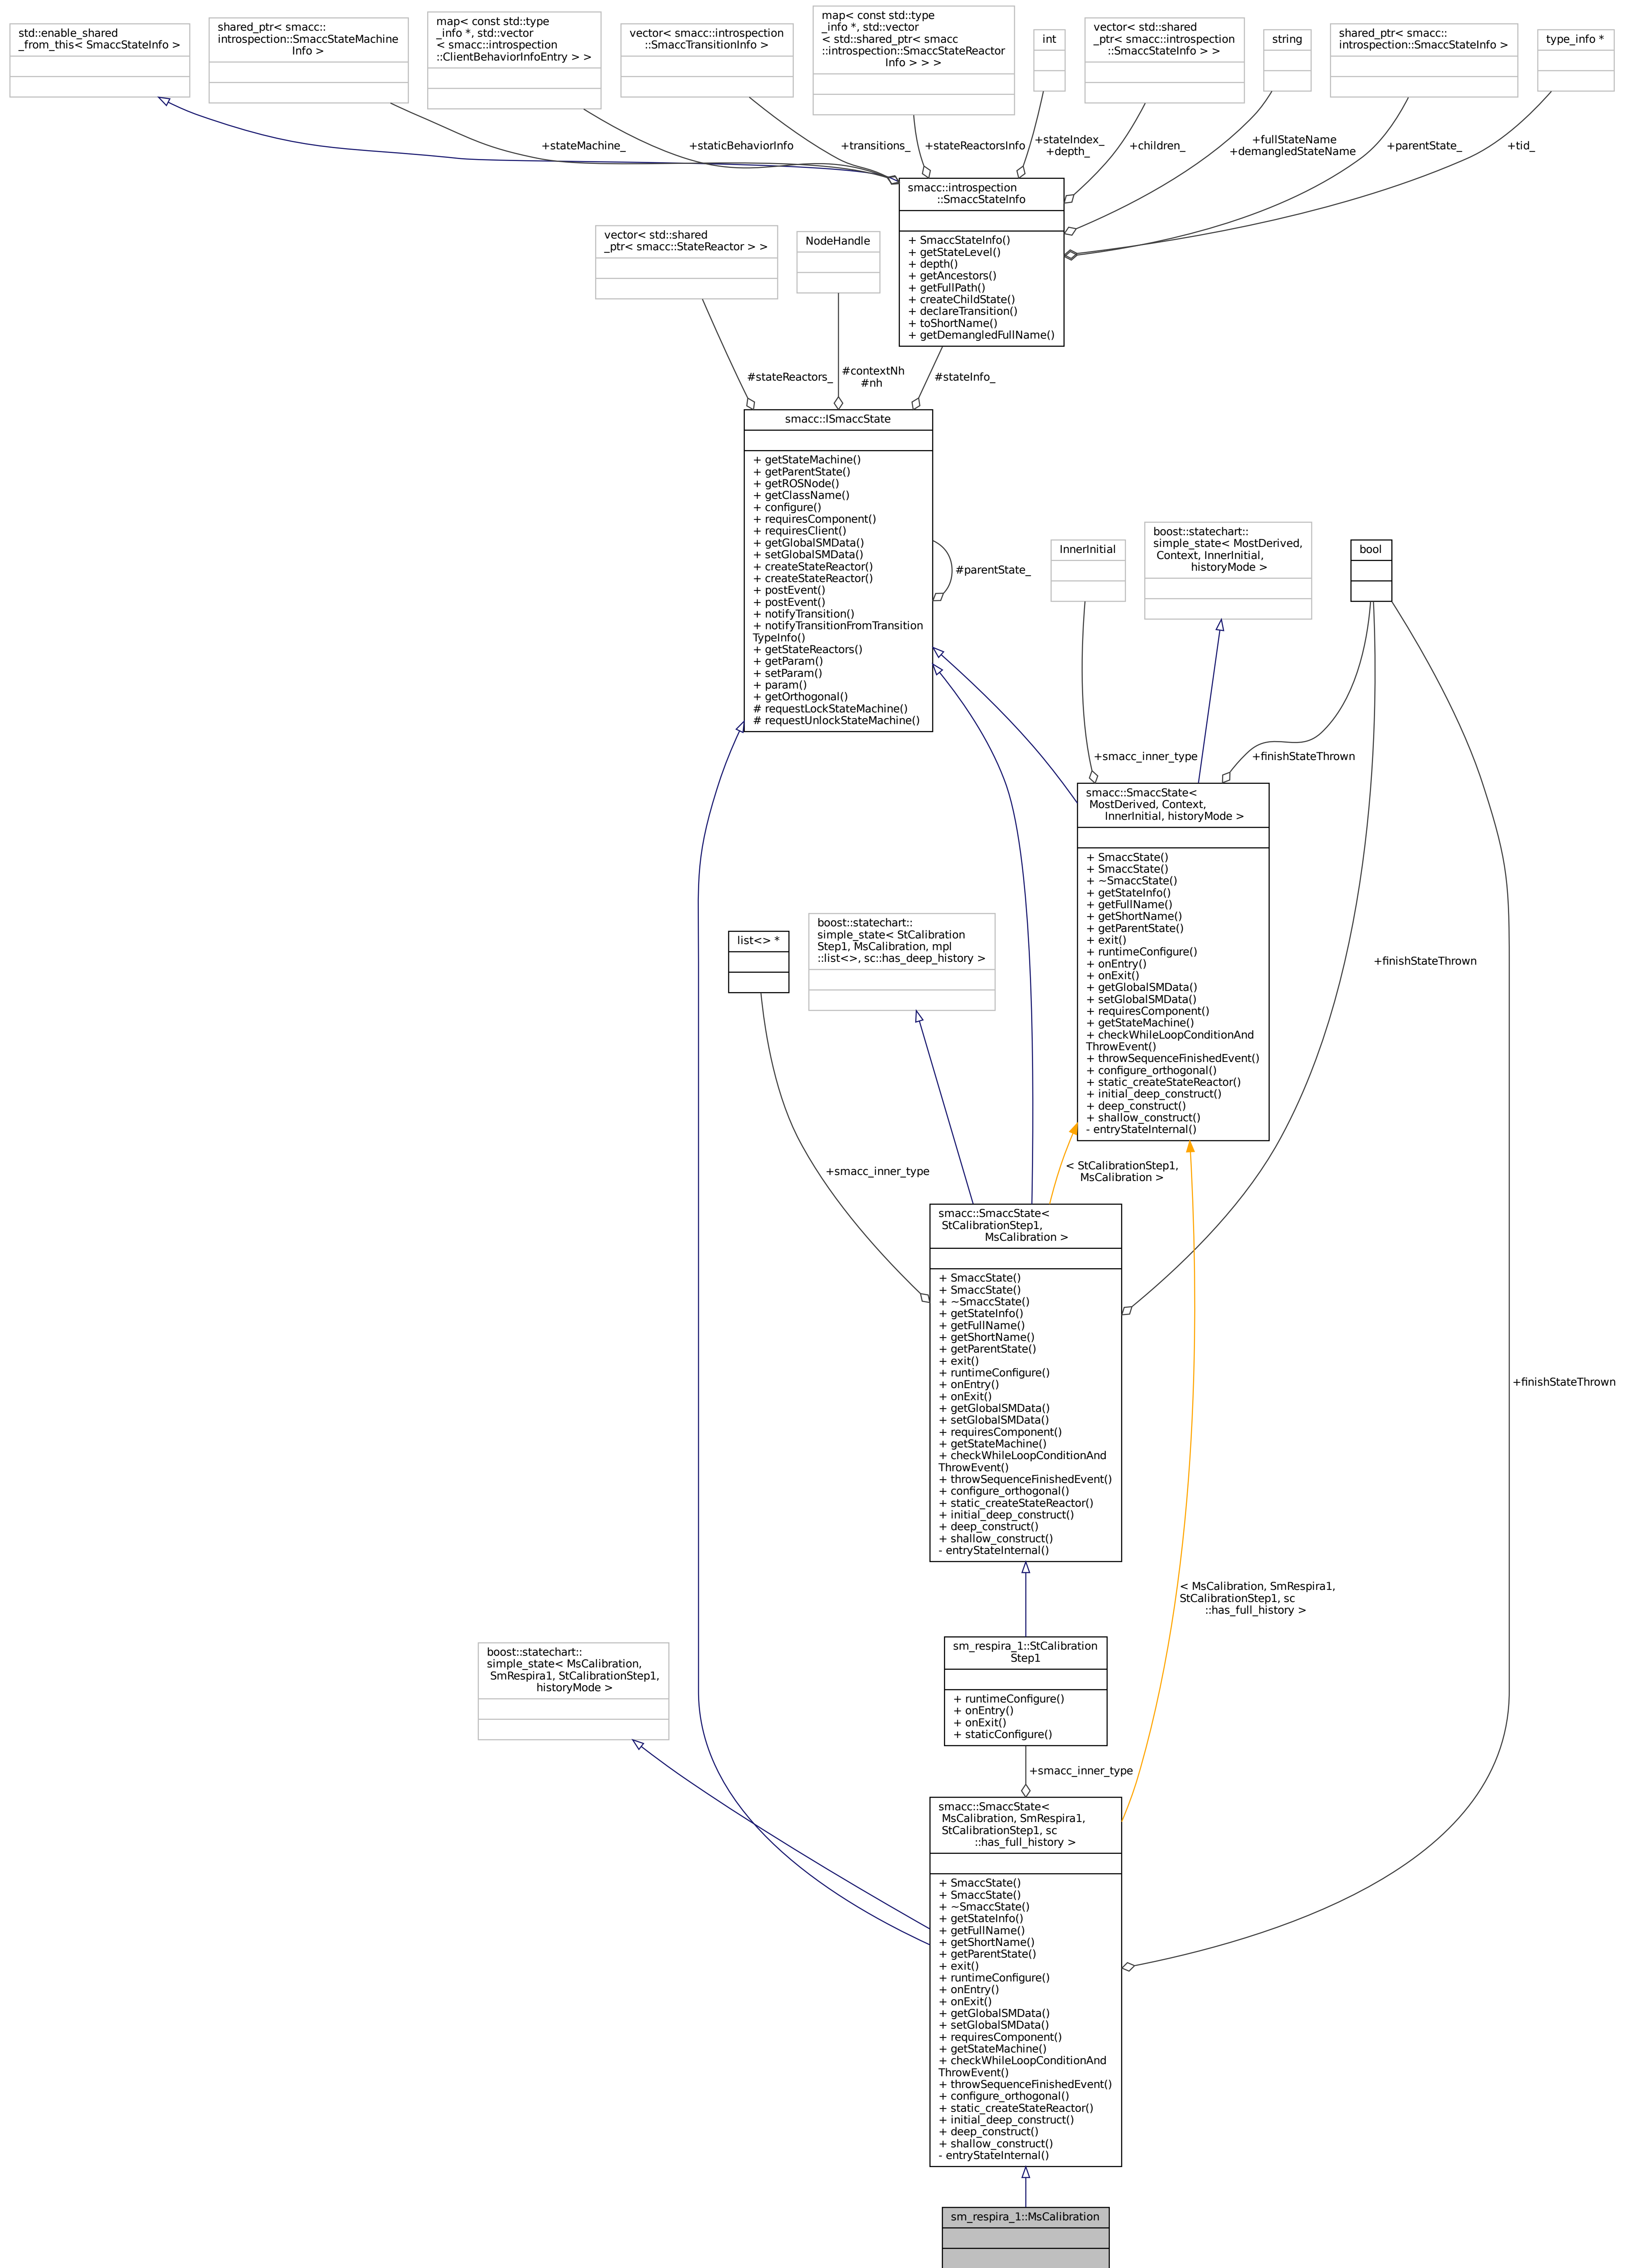 std::enable_shared
_from_this< SmaccStateInfo >
shared_ptr< smacc::
introspection::SmaccStateMachine
Info >
map< const std::type
_info *, std::vector
< smacc::introspection
::ClientBehaviorInfoEntry > >
vector< smacc::introspection
::SmaccTransitionInfo >
map< const std::type
_info *, std::vector
< std::shared_ptr< smacc
::introspection::SmaccStateReactor
Info > > >
int
vector< std::shared
_ptr< smacc::introspection
::SmaccStateInfo > >
string
shared_ptr< smacc::
introspection::SmaccStateInfo >
type_info *
+stateMachine_
+staticBehaviorInfo
+transitions_
+stateReactorsInfo
+stateIndex_
+depth_
+children_
+fullStateName
+demangledStateName
+parentState_
+tid_
smacc::introspection
::SmaccStateInfo
+ SmaccStateInfo()
+ getStateLevel()
+ depth()
+ getAncestors()
+ getFullPath()
+ createChildState()
+ declareTransition()
+ toShortName()
+ getDemangledFullName()
vector< std::shared
_ptr< smacc::StateReactor > >
NodeHandle
#stateReactors_
#contextNh
#nh
#stateInfo_
smacc::ISmaccState
+ getStateMachine()
+ getParentState()
+ getROSNode()
+ getClassName()
+ configure()
+ requiresComponent()
+ requiresClient()
+ getGlobalSMData()
+ setGlobalSMData()
+ createStateReactor()
+ createStateReactor()
+ postEvent()
+ postEvent()
+ notifyTransition()
+ notifyTransitionFromTransition
TypeInfo()
+ getStateReactors()
+ getParam()
+ setParam()
+ param()
+ getOrthogonal()
# requestLockStateMachine()
# requestUnlockStateMachine()
#parentState_
InnerInitial
boost::statechart::
simple_state< MostDerived,
Context, InnerInitial,
historyMode >
bool
+smacc_inner_type
+finishStateThrown
smacc::SmaccState<
MostDerived, Context,
InnerInitial, historyMode >
+ SmaccState()
+ SmaccState()
+ ~SmaccState()
+ getStateInfo()
+ getFullName()
+ getShortName()
+ getParentState()
+ exit()
+ runtimeConfigure()
+ onEntry()
+ onExit()
+ getGlobalSMData()
+ setGlobalSMData()
+ requiresComponent()
+ getStateMachine()
+ checkWhileLoopConditionAnd
ThrowEvent()
+ throwSequenceFinishedEvent()
+ configure_orthogonal()
+ static_createStateReactor()
+ initial_deep_construct()
+ deep_construct()
+ shallow_construct()
- entryStateInternal()
list<> *
boost::statechart::
simple_state< StCalibration
Step1, MsCalibration, mpl
::list<>, sc::has_deep_history >
+finishStateThrown
+smacc_inner_type
< StCalibrationStep1,
MsCalibration >
smacc::SmaccState<
StCalibrationStep1,
MsCalibration >
+ SmaccState()
+ SmaccState()
+ ~SmaccState()
+ getStateInfo()
+ getFullName()
+ getShortName()
+ getParentState()
+ exit()
+ runtimeConfigure()
+ onEntry()
+ onExit()
+ getGlobalSMData()
+ setGlobalSMData()
+ requiresComponent()
+ getStateMachine()
+ checkWhileLoopConditionAnd
ThrowEvent()
+ throwSequenceFinishedEvent()
+ configure_orthogonal()
+ static_createStateReactor()
+ initial_deep_construct()
+ deep_construct()
+ shallow_construct()
- entryStateInternal()
+finishStateThrown
< MsCalibration, SmRespira1,
StCalibrationStep1, sc
::has_full_history >
sm_respira_1::StCalibration
Step1
+ runtimeConfigure()
+ onEntry()
+ onExit()
+ staticConfigure()
boost::statechart::
simple_state< MsCalibration,
SmRespira1, StCalibrationStep1,
historyMode >
+smacc_inner_type
smacc::SmaccState<
MsCalibration, SmRespira1,
StCalibrationStep1, sc
::has_full_history >
+ SmaccState()
+ SmaccState()
+ ~SmaccState()
+ getStateInfo()
+ getFullName()
+ getShortName()
+ getParentState()
+ exit()
+ runtimeConfigure()
+ onEntry()
+ onExit()
+ getGlobalSMData()
+ setGlobalSMData()
+ requiresComponent()
+ getStateMachine()
+ checkWhileLoopConditionAnd
ThrowEvent()
+ throwSequenceFinishedEvent()
+ configure_orthogonal()
+ static_createStateReactor()
+ initial_deep_construct()
+ deep_construct()
+ shallow_construct()
- entryStateInternal()
sm_respira_1::MsCalibration